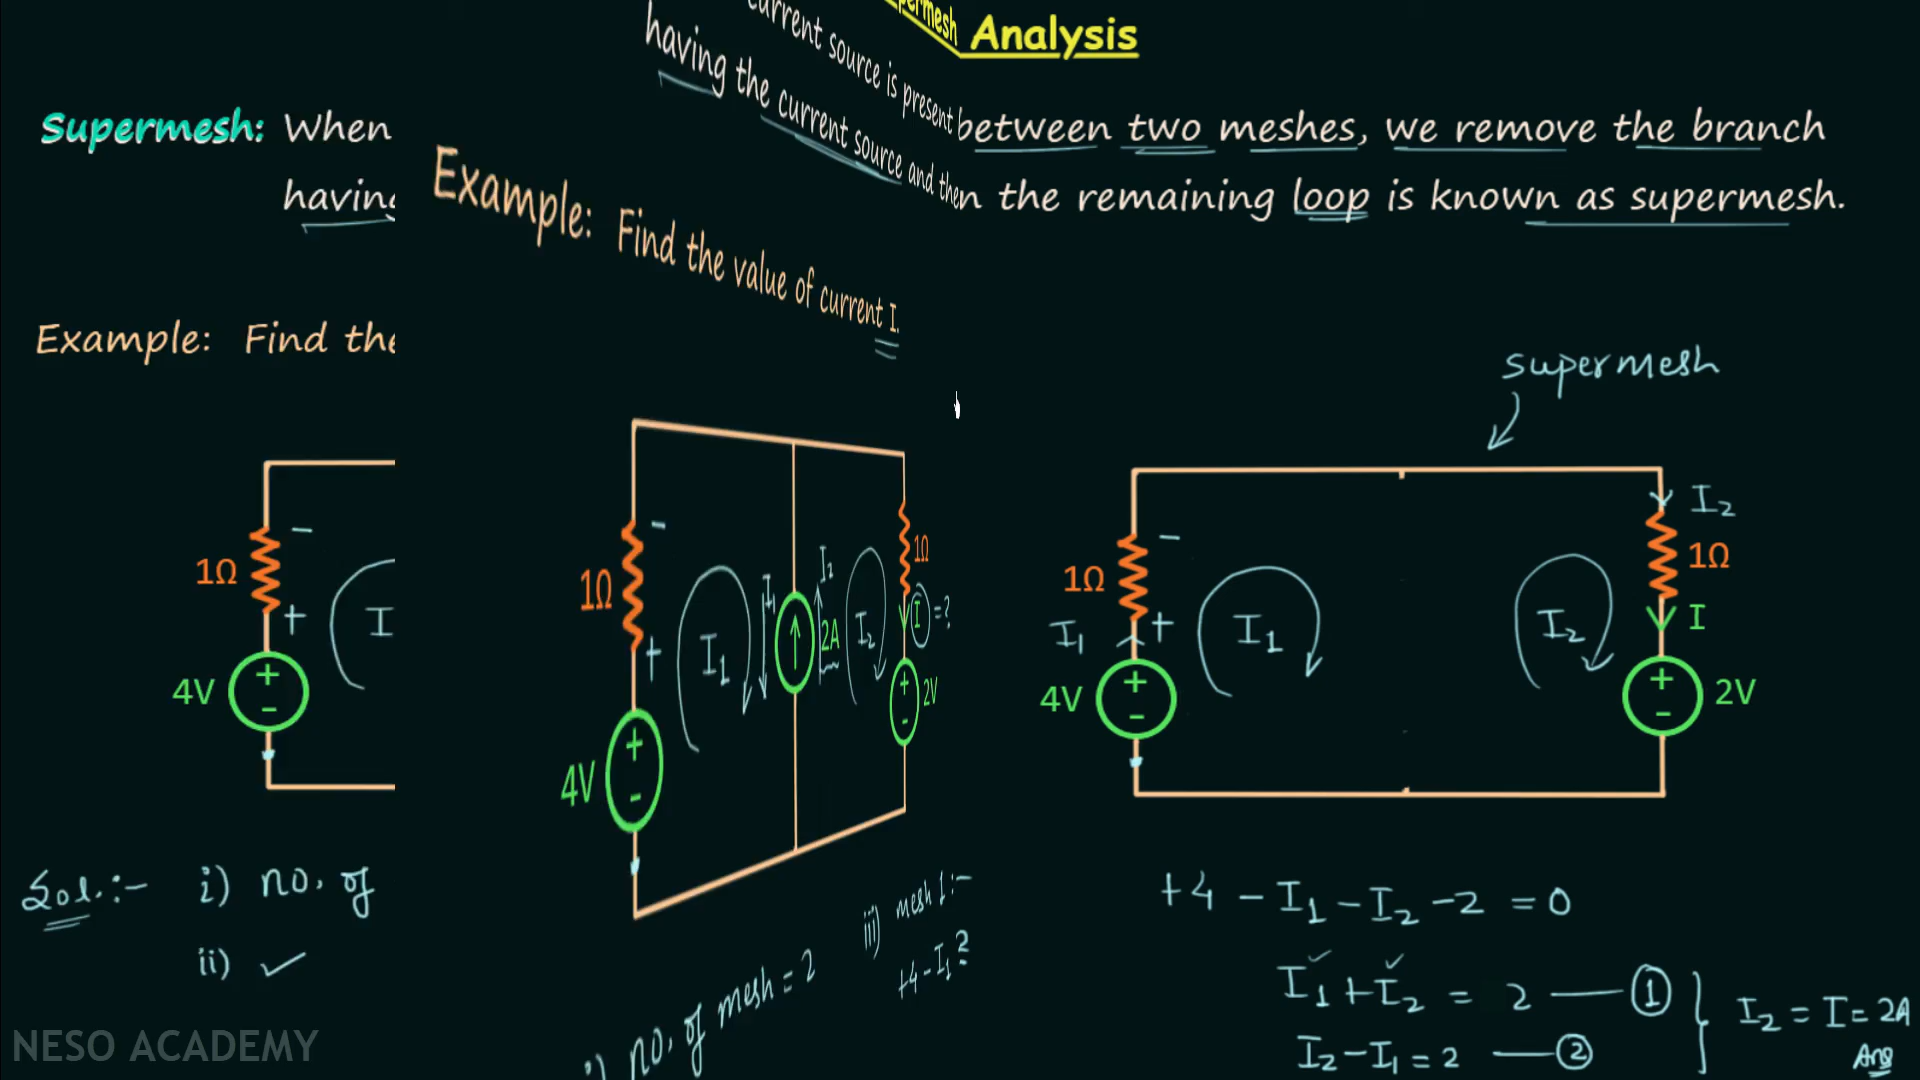 Supermesh Analysis
current source is present between two meshes, we remove the branch
having the current source and then the remaining loop is known as supermesh.
Supermesh: When
having
Example: Find the value of current I.
Example: Find the
supermesh
1Ω
−
+
4V
+
-
I
1Ω
−
+
4V
+
-
I₁
I₁
2A
I₂
I₂
1Ω
I =?
+
-
2V
1Ω
−
+
I₁
4V
+
-
I₁
I₂
I₂
1Ω
I
+
-
2V
Sol.:- i) no. of
ii) ✓
i) no. of mesh = 2
iii) mesh 1:-
+4 - I₁ ?
+4 - I₁ - I₂ - 2 = 0
I₁ + I₂ = 2 — ①
I₂ - I₁ = 2 — ②
I₂ = I = 2A
Ans
NESO ACADEMY